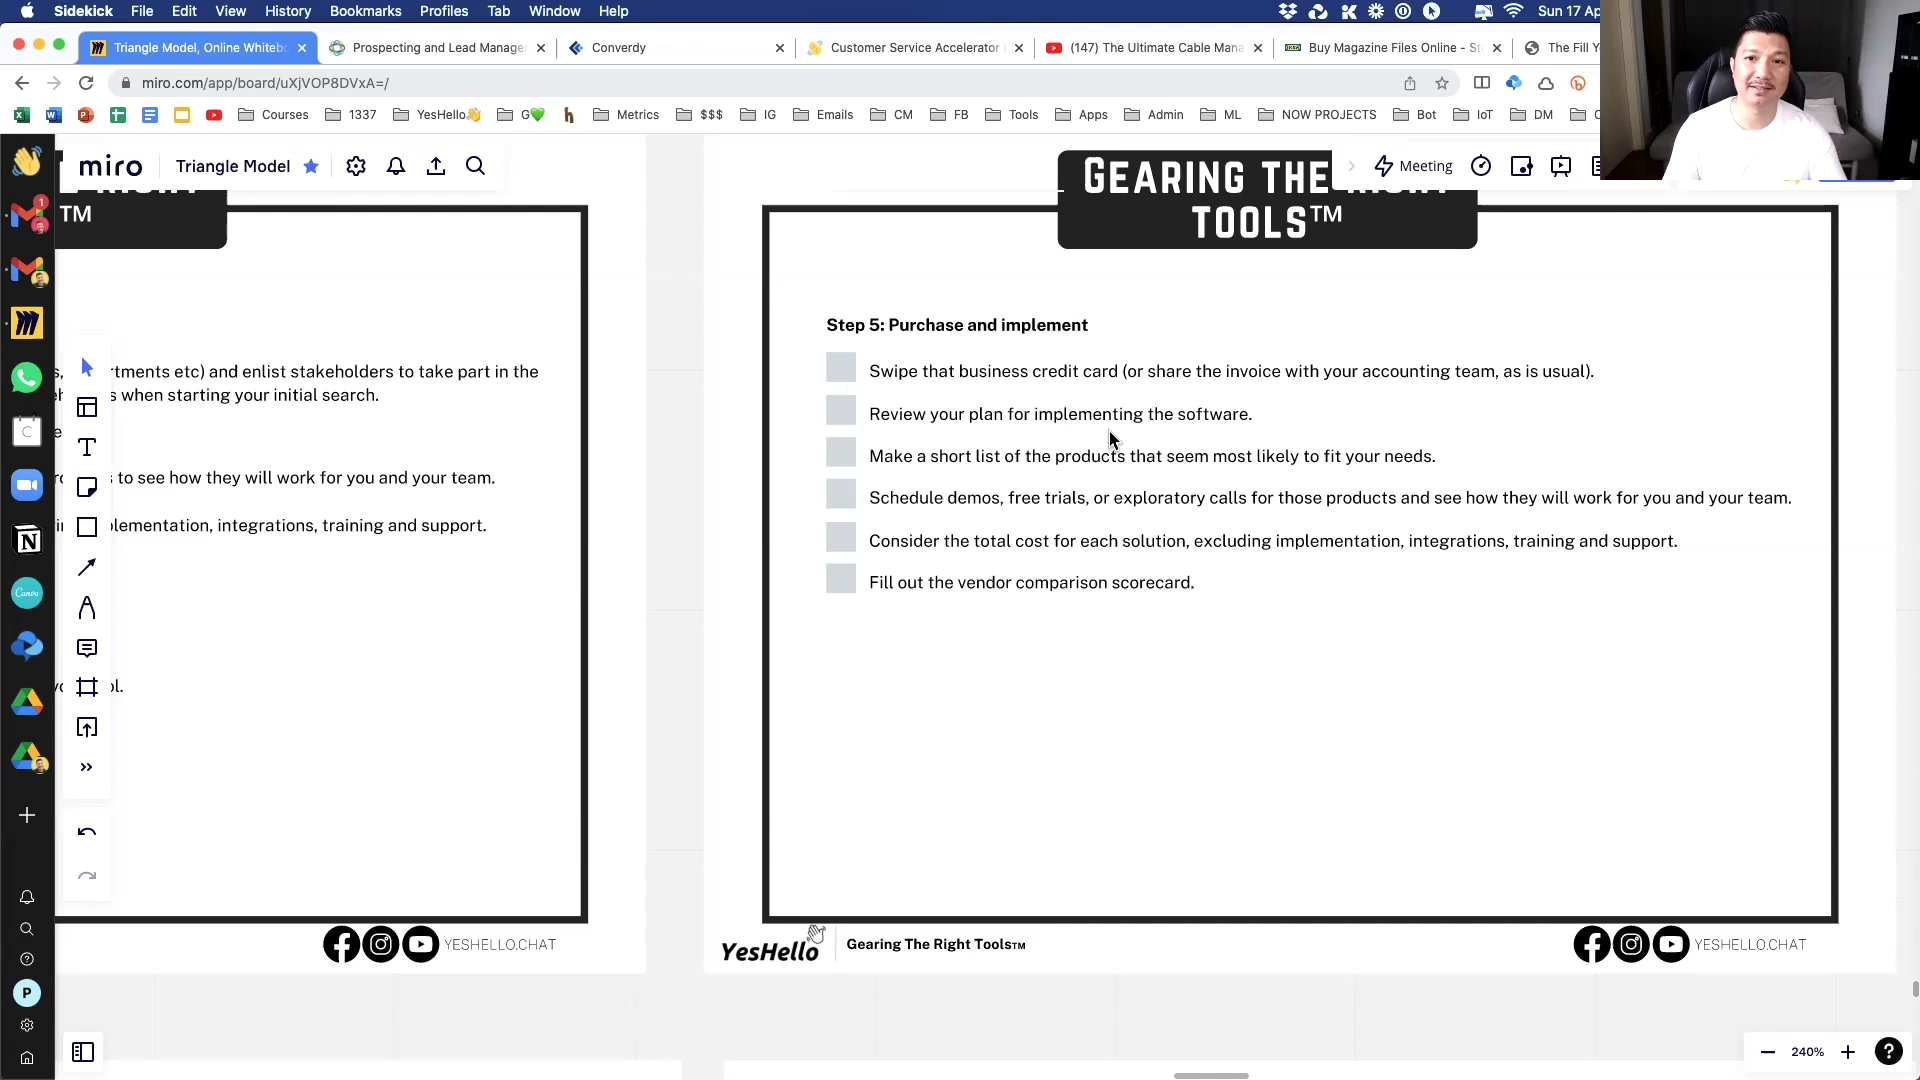 Sidekick File Edit View History Bookmarks Profiles Tab Window Help
Sun 17 Ap
Triangle Model, Online Whitebo
Prospecting and Lead Manage
Converdy
Customer Service Accelerator
(147) The Ultimate Cable Mana
Buy Magazine Files Online - St
The Fill Y
miro.com/app/board/uXjVOP8DVxA=/
Courses 1337 YesHello G Metrics $$$ IG Emails CM FB Tools Apps Admin ML NOW PROJECTS Bot IoT DM
miro Triangle Model
Meeting
TM
GEARING THE RIGHT
TOOLS™
Step 5: Purchase and implement
Swipe that business credit card (or share the invoice with your accounting team, as is usual).
Review your plan for implementing the software.
Make a short list of the products that seem most likely to fit your needs.
Schedule demos, free trials, or exploratory calls for those products and see how they will work for you and your team.
Consider the total cost for each solution, excluding implementation, integrations, training and support.
Fill out the vendor comparison scorecard.
rtments etc) and enlist stakeholders to take part in the
s when starting your initial search.
to see how they will work for you and your team.
lementation, integrations, training and support.
ol.
YESHELLO.CHAT
YesHello
Gearing The Right Tools™
YESHELLO.CHAT
Canva
P
240%